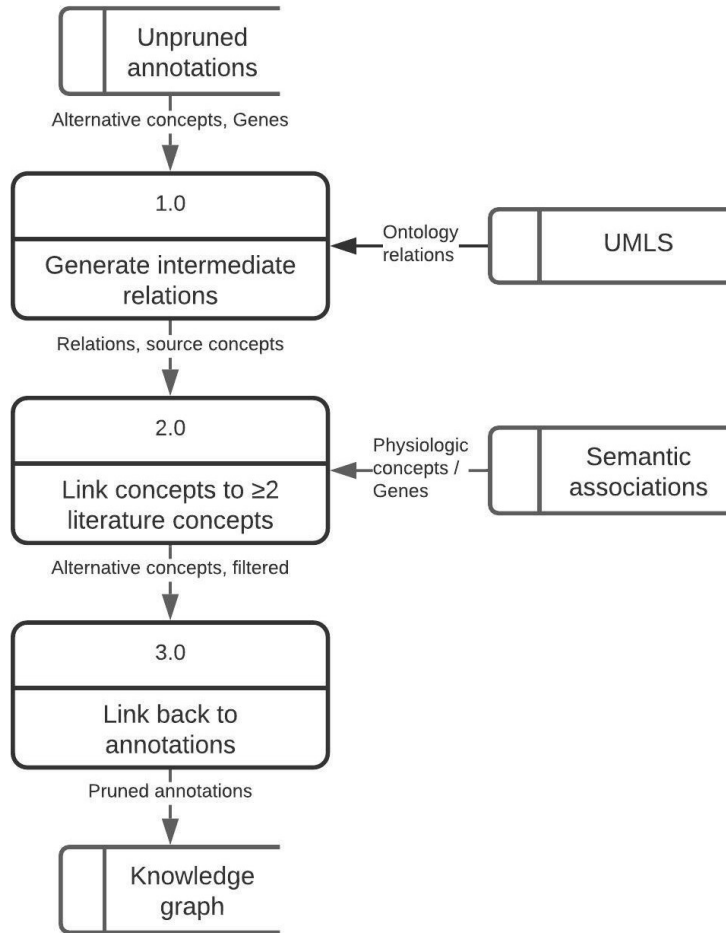 Unpruned
annotations
Alternative concepts, Genes
1.0
Generate intermediate
relations
Ontology
relations
UMLS
Relations, source concepts
2.0
Link concepts to ≥2
literature concepts
Physiologic
concepts /
Genes
Semantic
associations
Alternative concepts, filtered
3.0
Link back to
annotations
Pruned annotations
Knowledge
graph